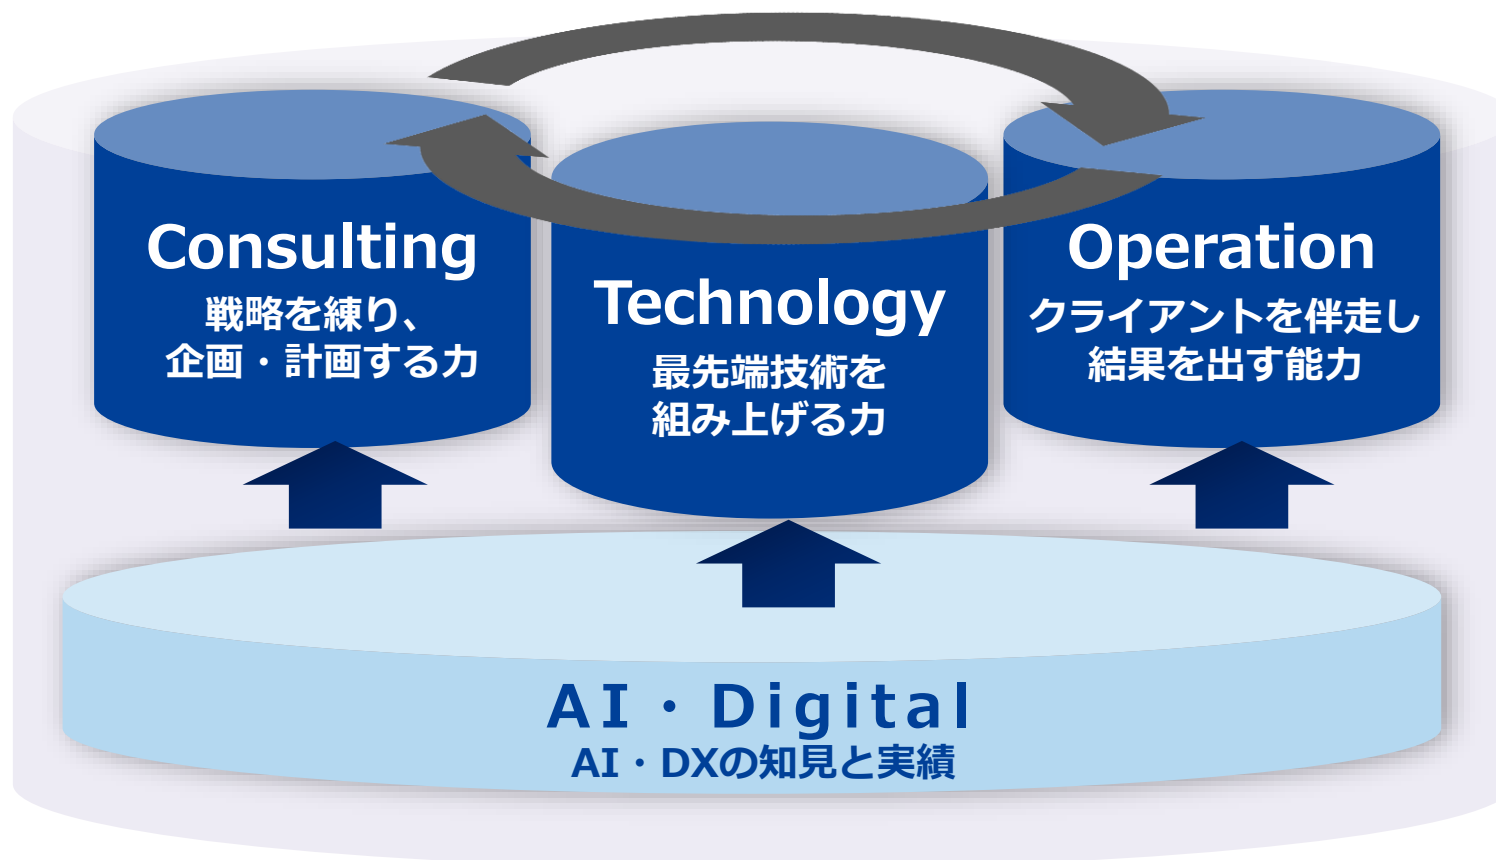 Consulting
戦略を練り、
企画・計画する力
Technology
最先端技術を
組み上げる力
Operation
クライアントを伴走し
結果を出す能力
AI・Digital
AI・DXの知見と実績